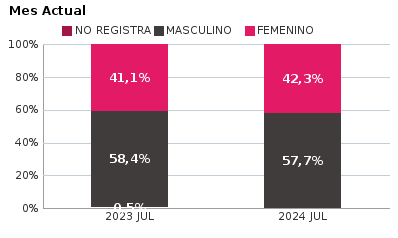 Mes Actual
NO REGISTRA MASCULINO FEMENINO
100%
80%
60%
40%
20%
0%
41,1%
42,3%
58,4%
57,7%
0,5%
2023 JUL
2024 JUL